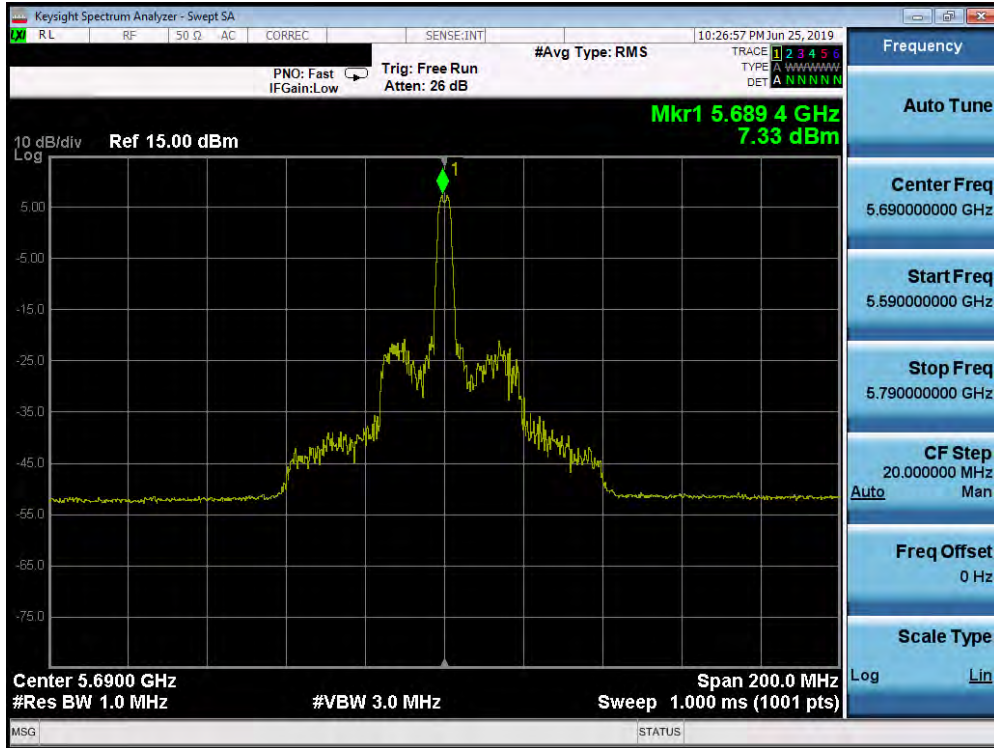 Keysight Spectrum Analyzer - Swept SA
LXI RL RF 50 Ω AC CORREC SENSE:INT 10:26:57 PM Jun 25, 2019
#Avg Type: RMS
TRACE 1 2 3 4 5 6
TYPE A WWWWW
DET A N N N N N
PNO: Fast
IFGain:Low
Trig: Free Run
Atten: 26 dB
Mkr1 5.689 4 GHz
7.33 dBm
10 dB/div Ref 15.00 dBm
Log
1
5.00
-5.00
-15.0
-25.0
-35.0
-45.0
-55.0
-65.0
-75.0
Center 5.6900 GHz Span 200.0 MHz
#Res BW 1.0 MHz #VBW 3.0 MHz Sweep 1.000 ms (1001 pts)
MSG STATUS
Frequency
Auto Tune
Center Freq
5.690000000 GHz
Start Freq
5.590000000 GHz
Stop Freq
5.790000000 GHz
CF Step
20.000000 MHz
Auto Man
Freq Offset
0 Hz
Scale Type
Log Lin